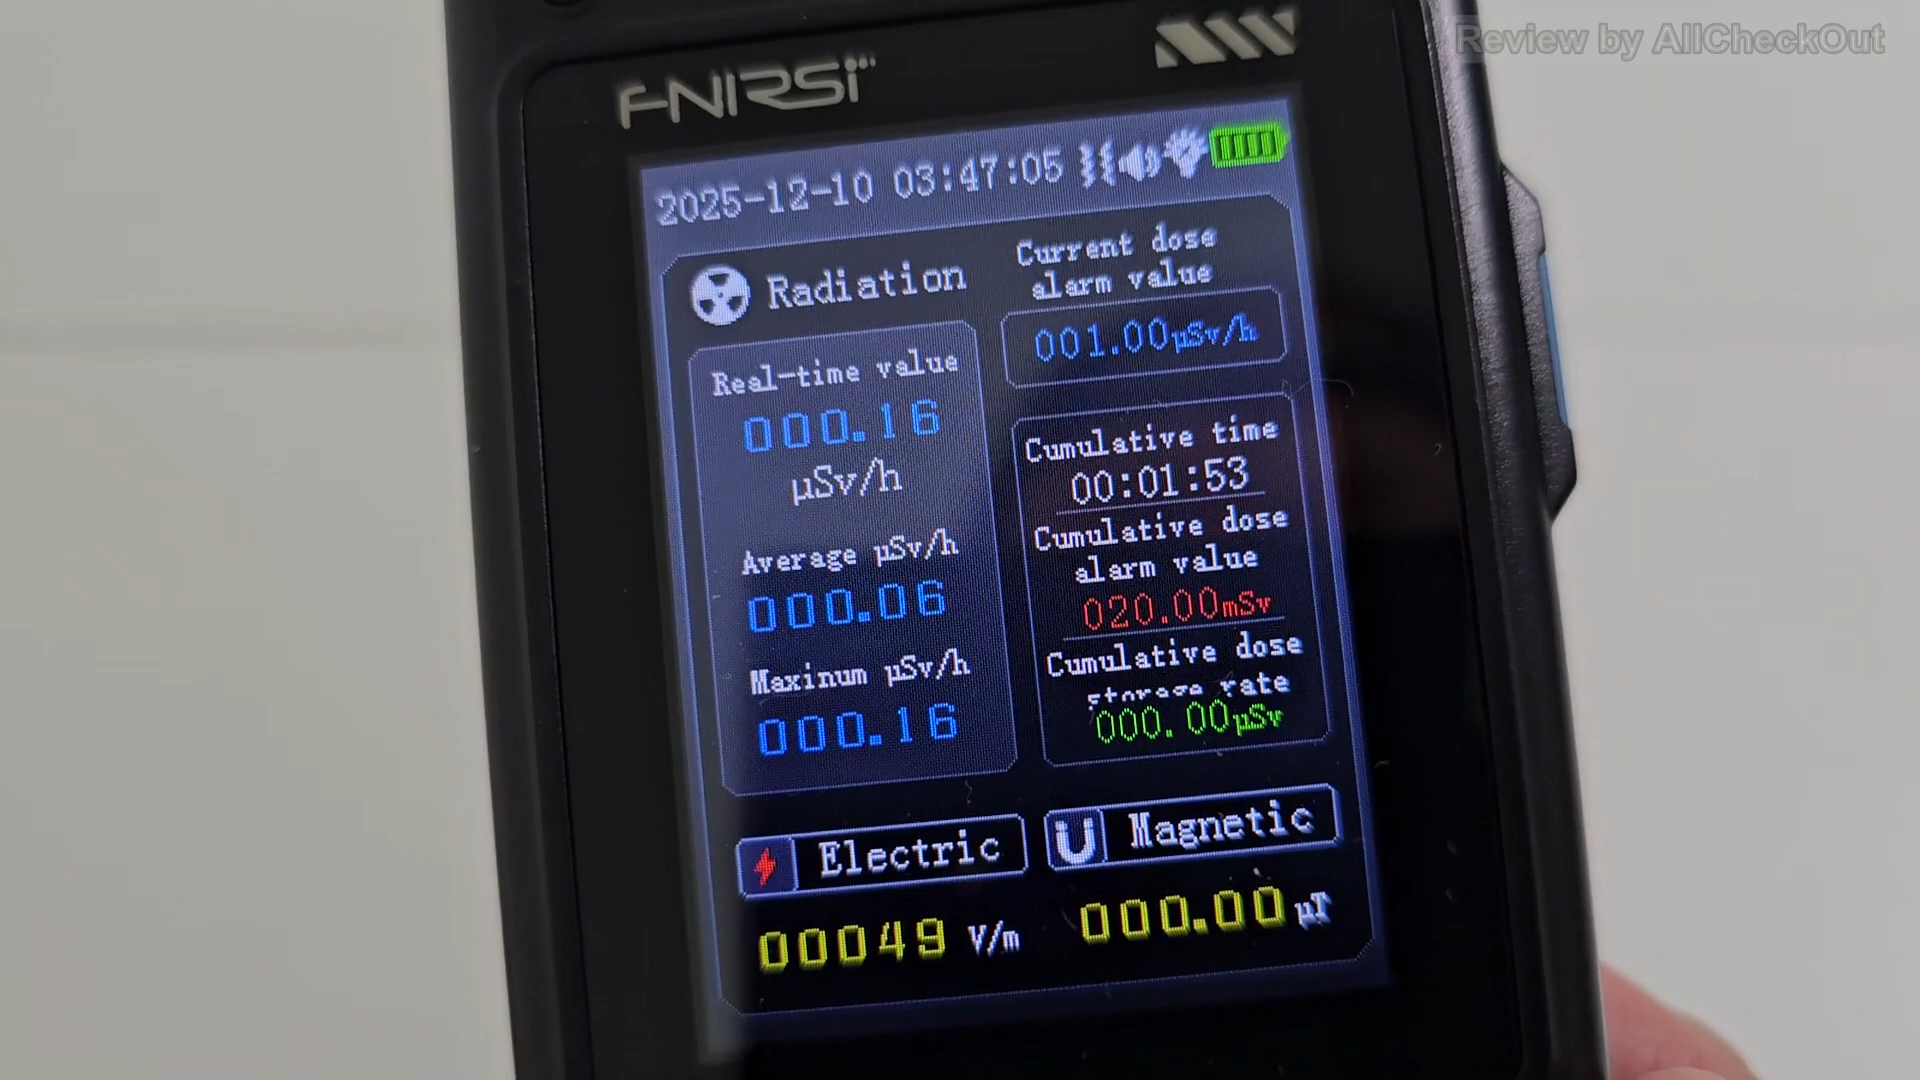 Review by AllCheckOut
FNIRSI
2025-12-10 03:47:05
Radiation
Real-time value
000.16
µSv/h
Average µSv/h
000.06
Maxinum µSv/h
000.16
Current dose
alarm value
001.00µSv/h
Cumulative time
00:01:53
Cumulative dose
alarm value
020.00mSv
Cumulative dose
storage rate
000.00µSv
Electric
00049 V/m
Magnetic
000.00 µT